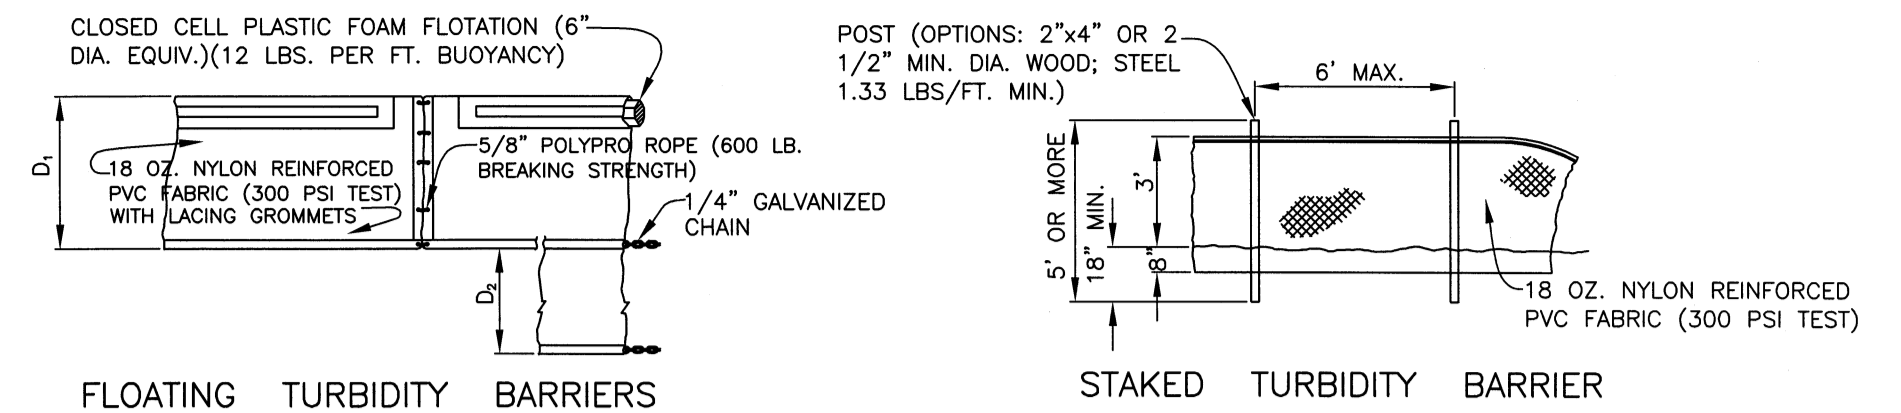 CLOSED CELL PLASTIC FOAM FLOTATION (6"
DIA. EQUIV.)(12 LBS. PER FT. BUOYANCY)
D1
18 OZ. NYLON REINFORCED
PVC FABRIC (300 PSI TEST)
WITH LACING GROMMETS
5/8" POLYPRO ROPE (600 LB.
BREAKING STRENGTH)
1/4" GALVANIZED
CHAIN
D2
FLOATING TURBIDITY BARRIERS
POST (OPTIONS: 2"x4" OR 2
1/2" MIN. DIA. WOOD; STEEL
1.33 LBS/FT. MIN.)
6' MAX.
5' OR MORE
18" MIN.
3'
8"
18 OZ. NYLON REINFORCED
PVC FABRIC (300 PSI TEST)
STAKED TURBIDITY BARRIER